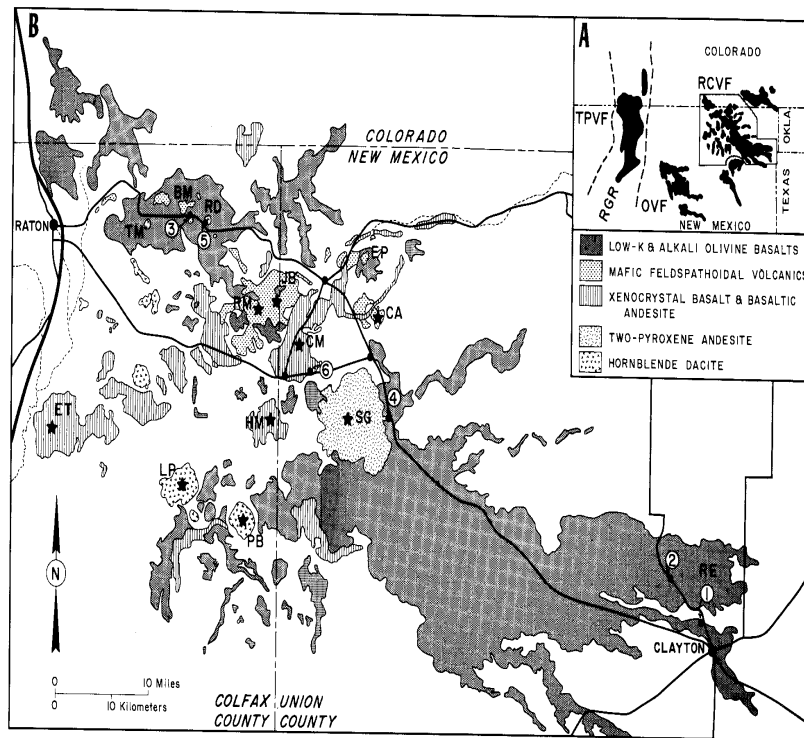 B
A
COLORADO
RCVF
TPVF
OKLA
TEXAS
RGR
OVF
NEW MEXICO
LOW-K & ALKALI OLIVINE BASALTS
MAFIC FELDSPATHOIDAL VOLCANICS
XENOCRYSTAL BASALT & BASALTIC
ANDESITE
TWO-PYROXENE ANDESITE
HORNBLENDE DACITE
COLORADO
NEW MEXICO
BM
RD
RATON
TM
3
5
EP
JB
RM
CA
CM
6
4
ET
HM
SG
LP
PB
N
2
RE
1
CLAYTON
0 10 Miles
0 10 Kilometers
COLFAX UNION
COUNTY COUNTY